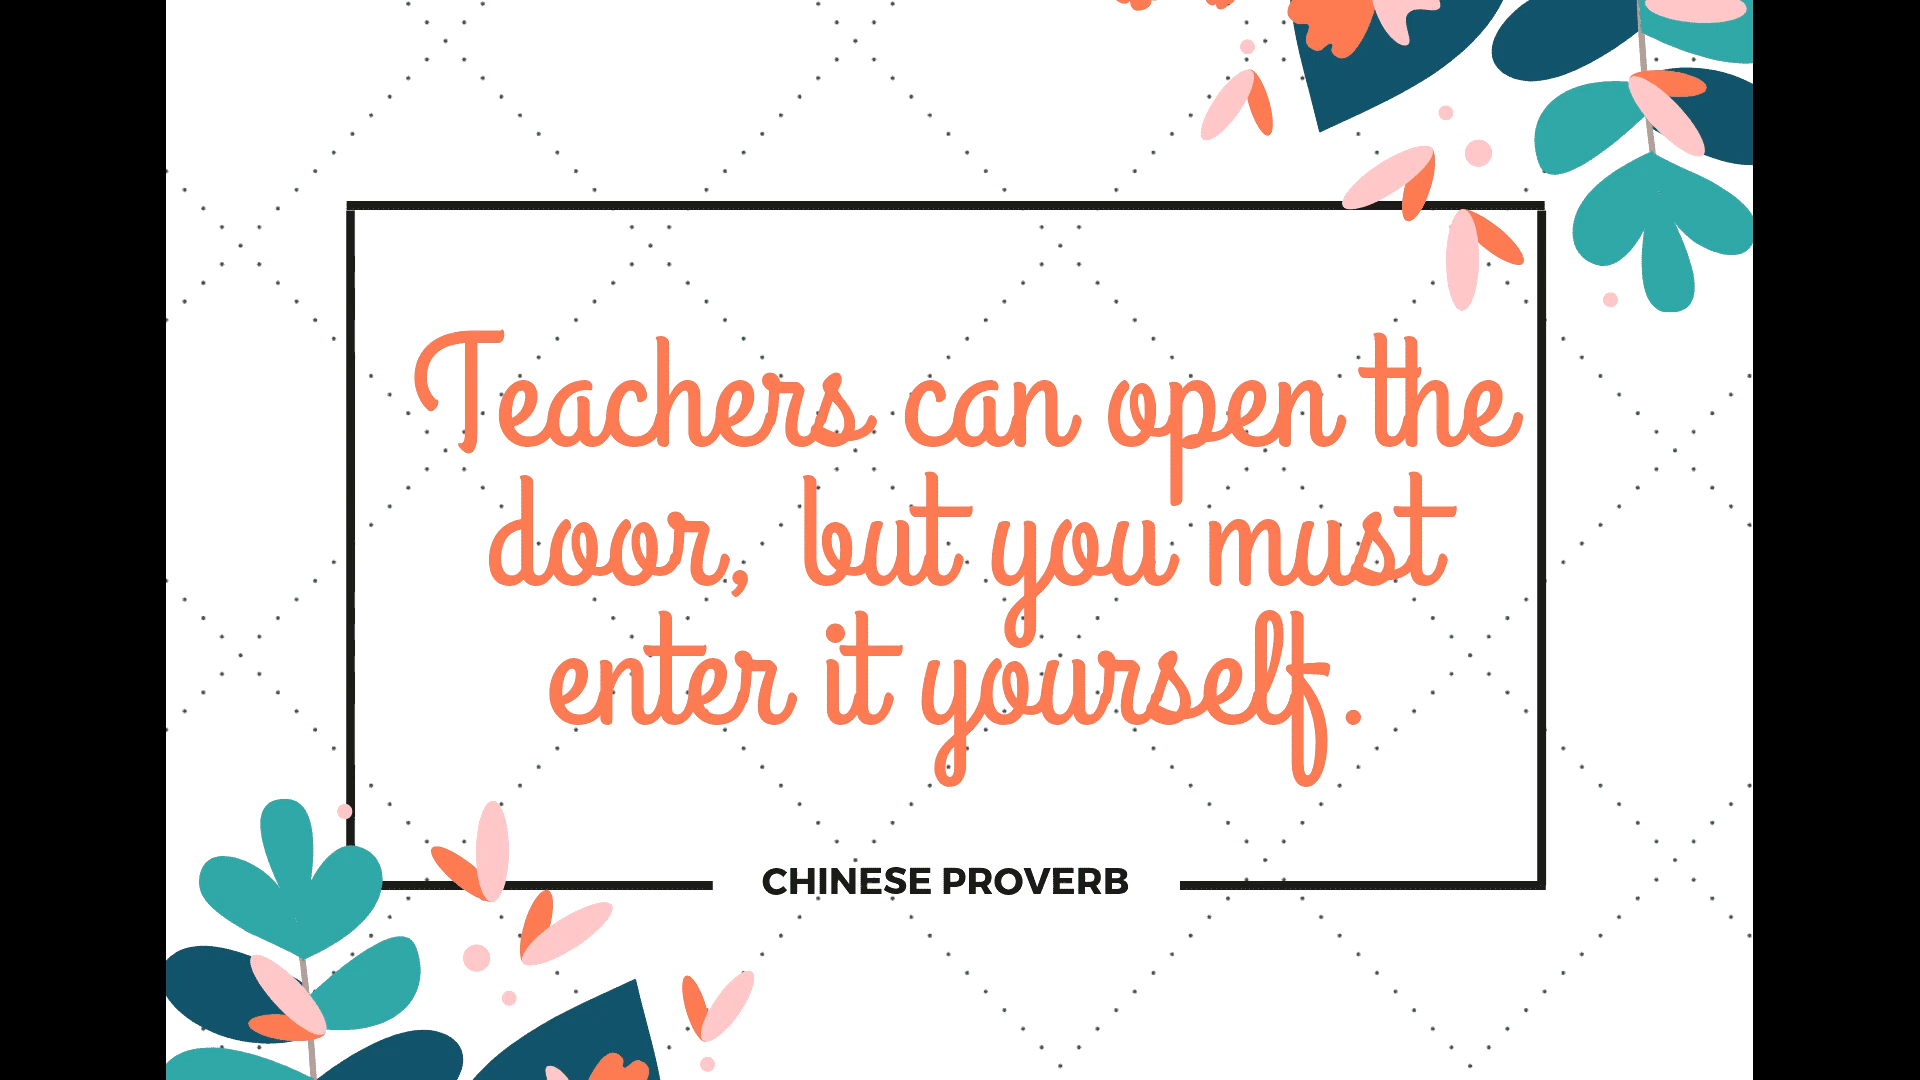 Teachers can open the
door, but you must
enter it yourself.
CHINESE PROVERB